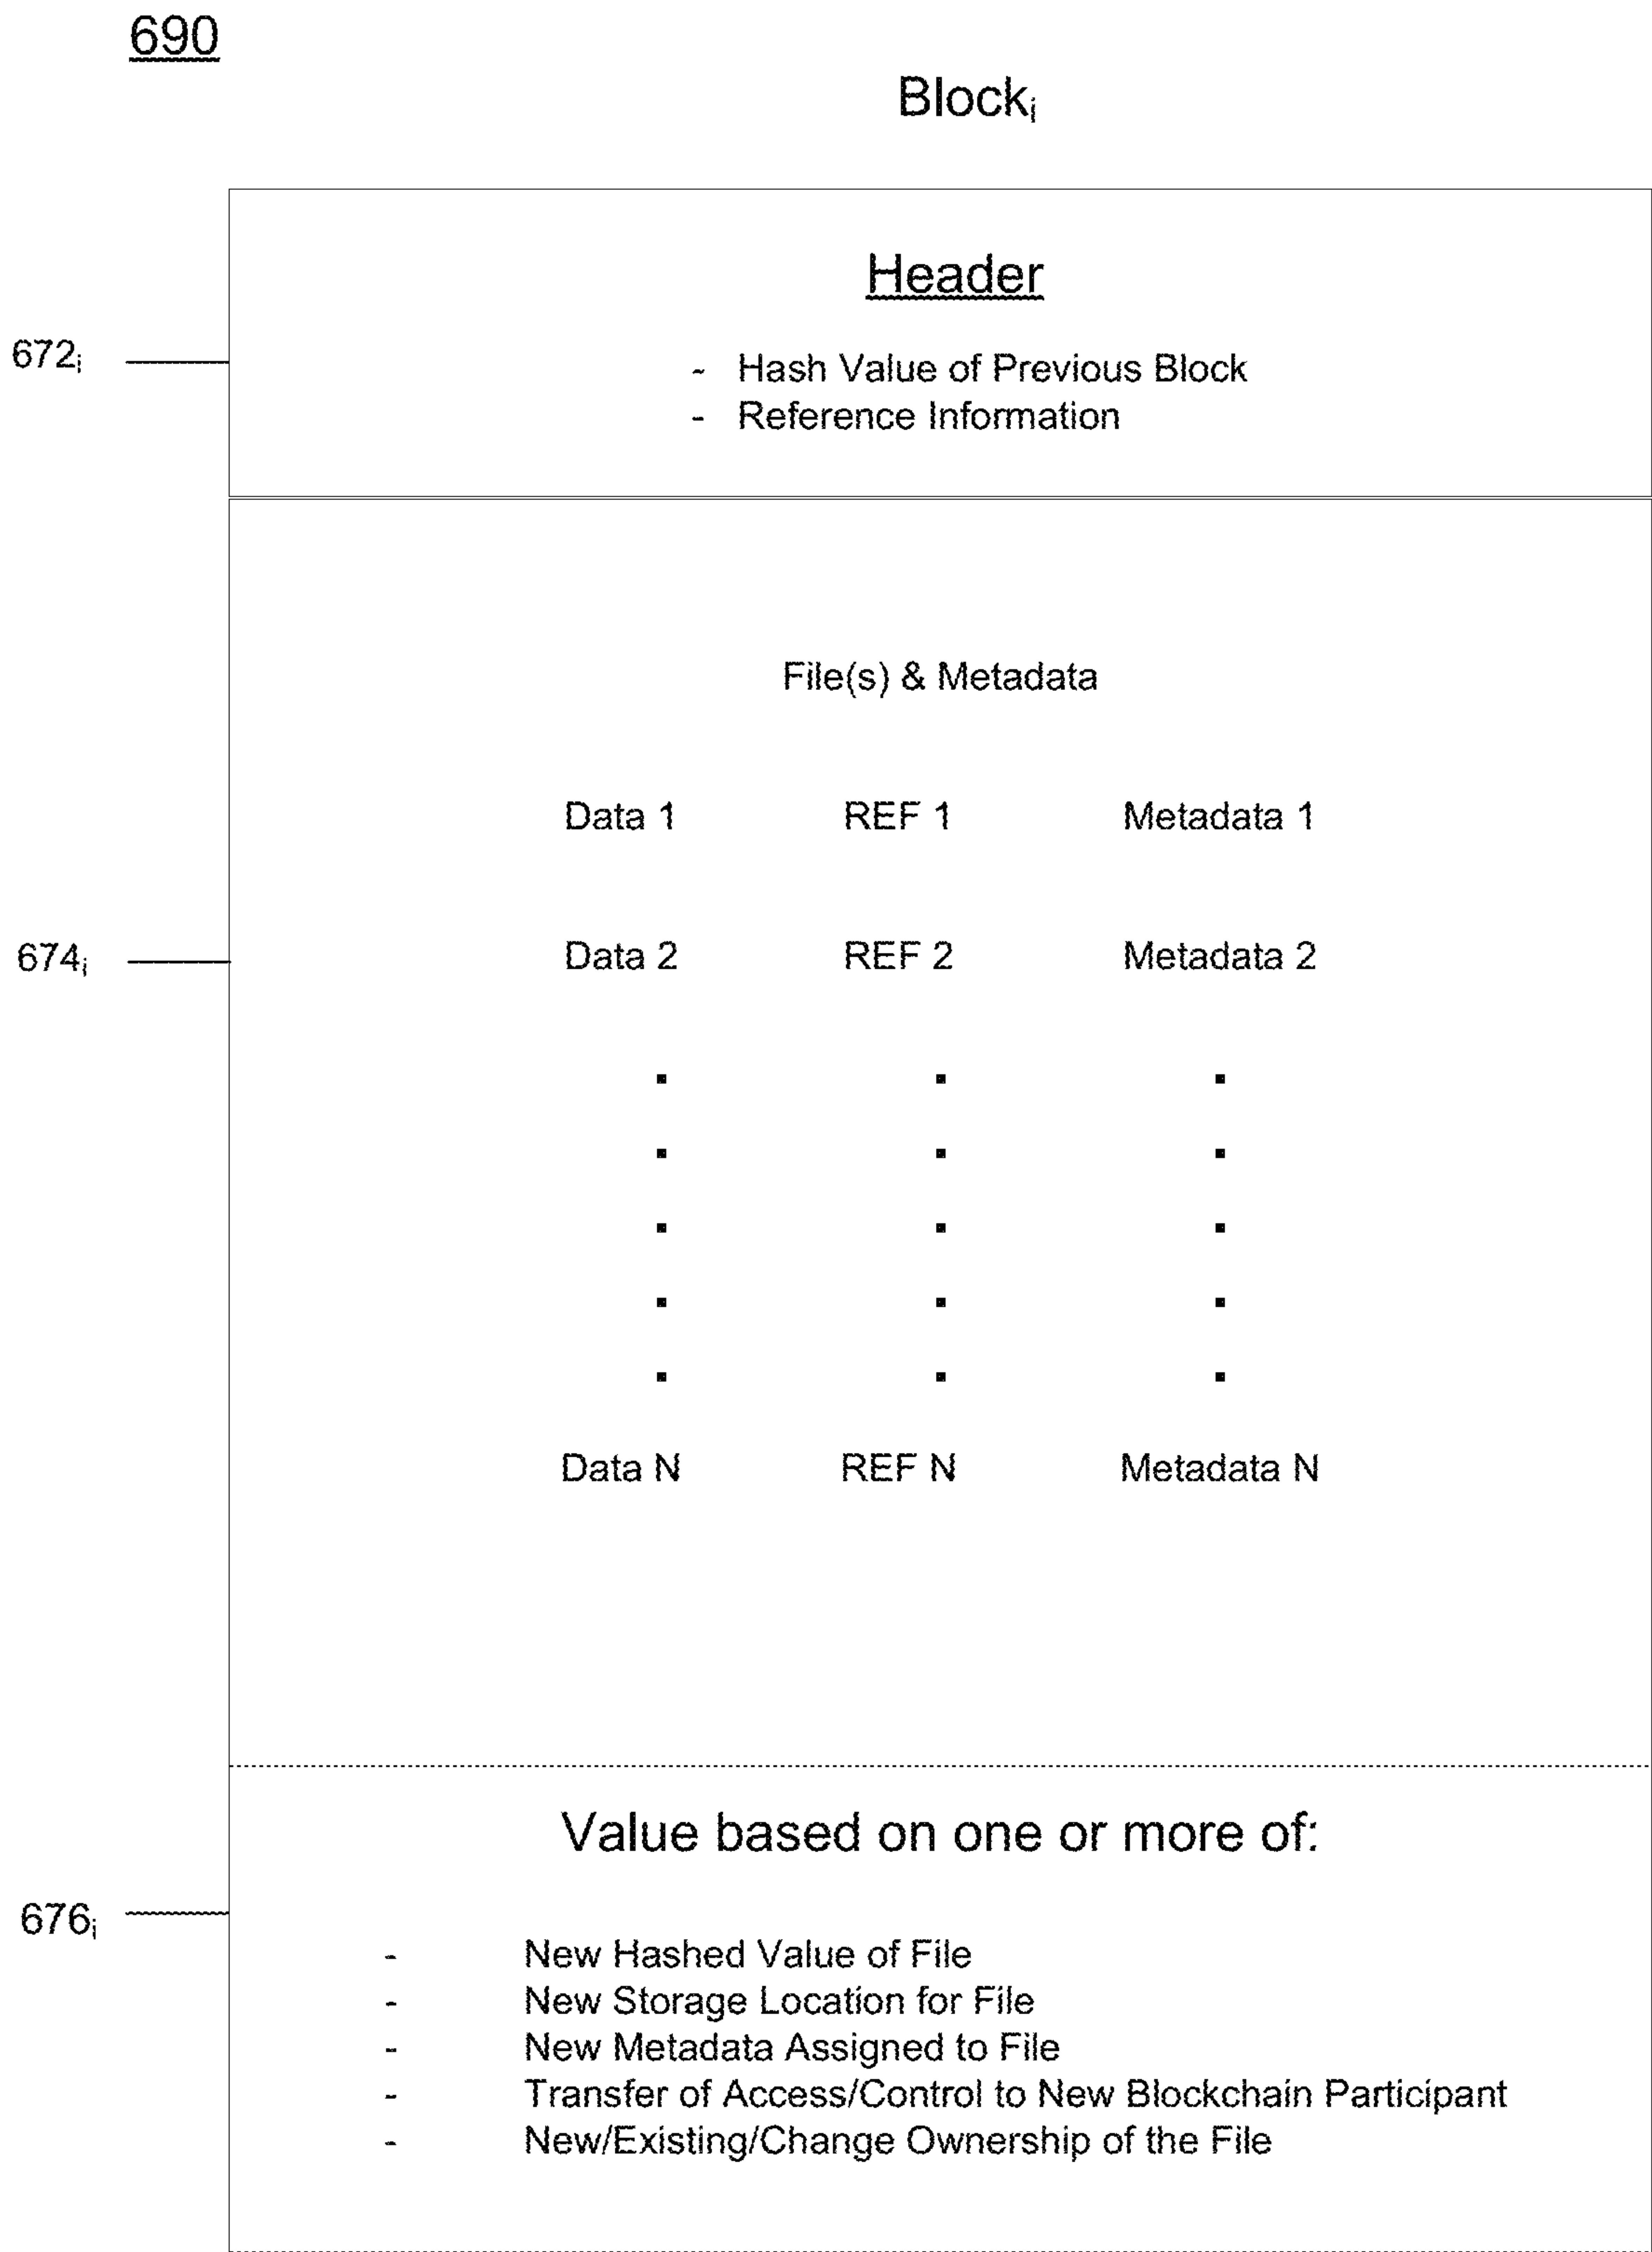 690
Blockᵢ
Header
672ᵢ
- Hash Value of Previous Block
- Reference Information
File(s) & Metadata
Data 1 REF 1 Metadata 1
674ᵢ
Data 2 REF 2 Metadata 2
Data N REF N Metadata N
Value based on one or more of:
676ᵢ
- New Hashed Value of File
- New Storage Location for File
- New Metadata Assigned to File
- Transfer of Access/Control to New Blockchain Participant
- New/Existing/Change Ownership of the File